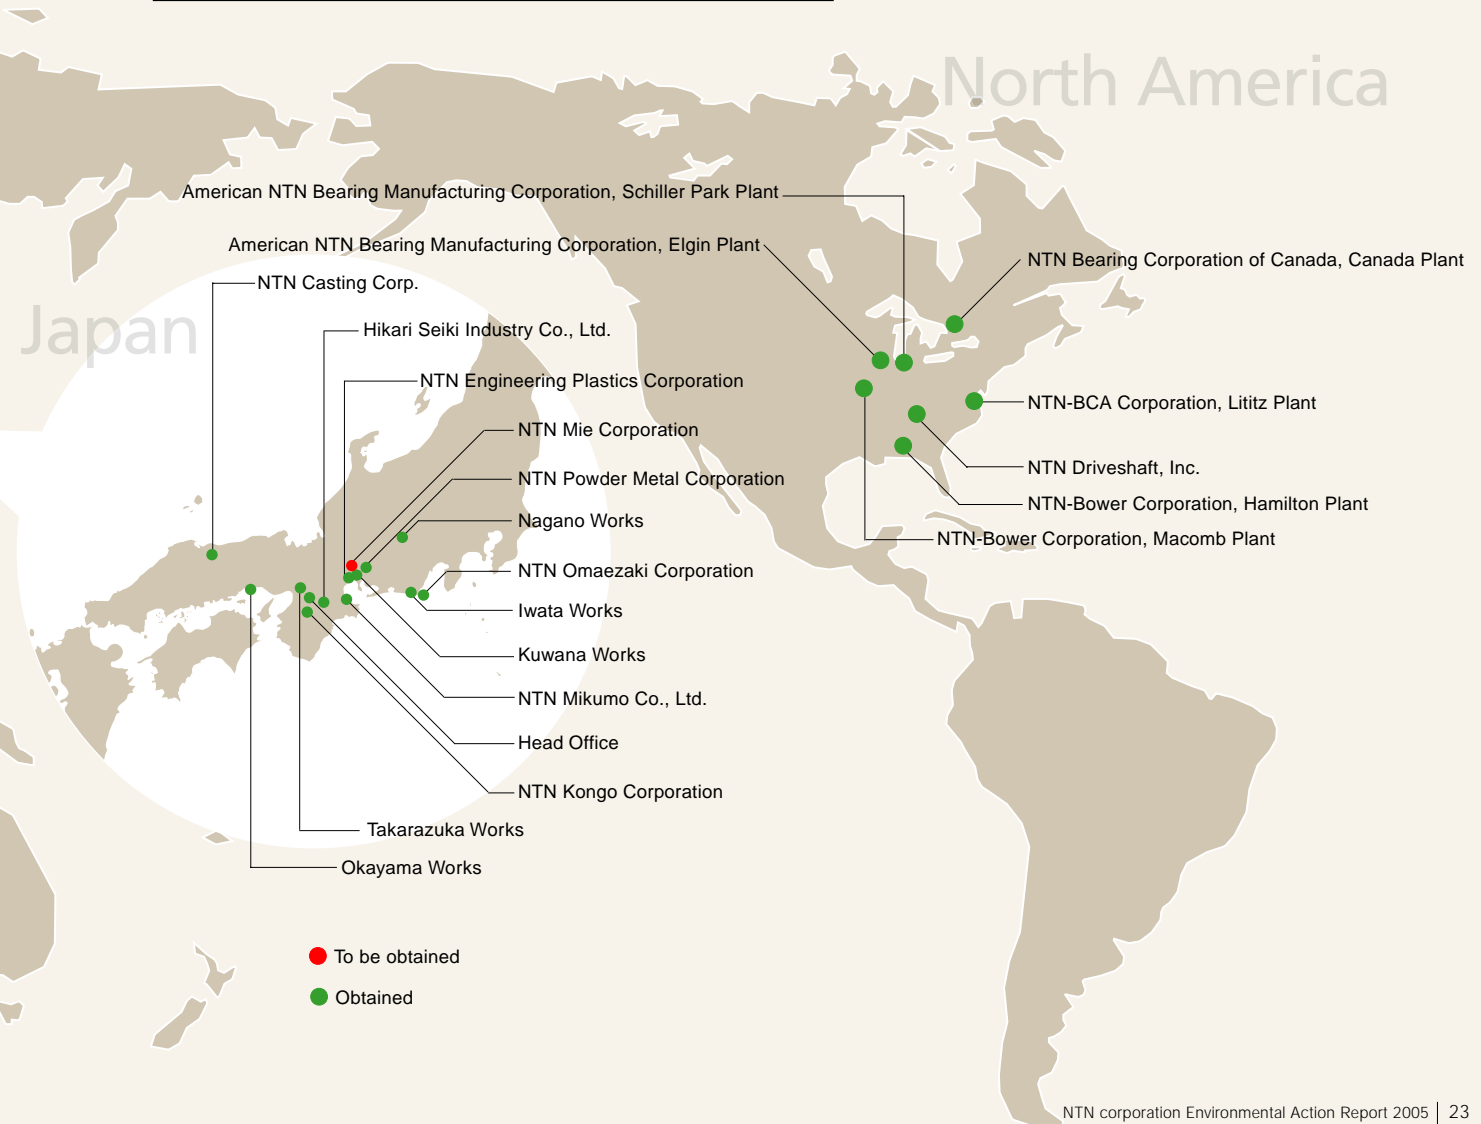 North America
American NTN Bearing Manufacturing Corporation, Schiller Park Plant
American NTN Bearing Manufacturing Corporation, Elgin Plant
NTN Bearing Corporation of Canada, Canada Plant
NTN Casting Corp.
Japan
Hikari Seiki Industry Co., Ltd.
NTN Engineering Plastics Corporation
NTN-BCA Corporation, Lititz Plant
NTN Mie Corporation
NTN Driveshaft, Inc.
NTN Powder Metal Corporation
NTN-Bower Corporation, Hamilton Plant
Nagano Works
NTN-Bower Corporation, Macomb Plant
NTN Omaezaki Corporation
Iwata Works
Kuwana Works
NTN Mikumo Co., Ltd.
Head Office
NTN Kongo Corporation
Takarazuka Works
Okayama Works
To be obtained
Obtained
NTN corporation Environmental Action Report 2005 | 23